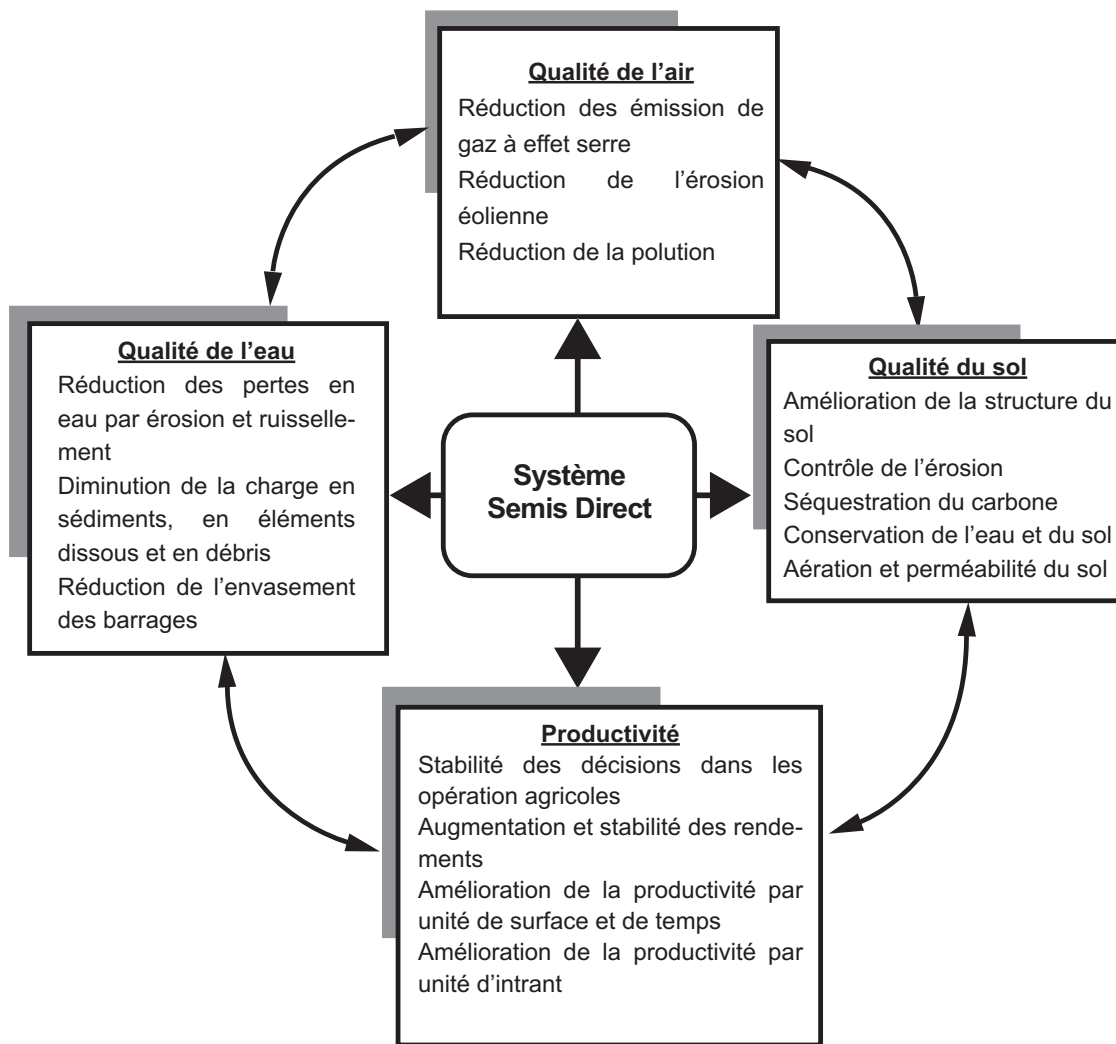 Qualité de l’air
Réduction des émission de
gaz à effet serre
Réduction de l’érosion
éolienne
Réduction de la polution
Qualité de l’eau
Réduction des pertes en
eau par érosion et ruisselle-
ment
Diminution de la charge en
sédiments, en éléments
dissous et en débris
Réduction de l’envasement
des barrages
Système
Semis Direct
Qualité du sol
Amélioration de la structure du
sol
Contrôle de l’érosion
Séquestration du carbone
Conservation de l’eau et du sol
Aération et perméabilité du sol
Productivité
Stabilité des décisions dans les
opération agricoles
Augmentation et stabilité des rende-
ments
Amélioration de la productivité par
unité de surface et de temps
Amélioration de la productivité par
unité d’intrant